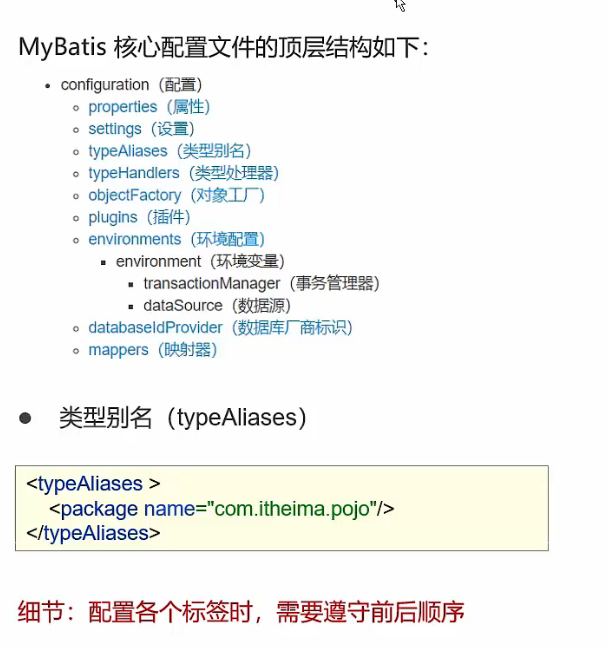 MyBatis 核心配置文件的顶层结构如下：
configuration（配置）
properties（属性）
settings（设置）
typeAliases（类型别名）
typeHandlers（类型处理器）
objectFactory（对象工厂）
plugins（插件）
environments（环境配置）
environment（环境变量）
transactionManager（事务管理器）
dataSource（数据源）
databaseIdProvider（数据库厂商标识）
mappers（映射器）
类型别名（typeAliases）
<typeAliases >
<package name="com.itheima.pojo"/>
</typeAliases>
细节：配置各个标签时，需要遵守前后顺序